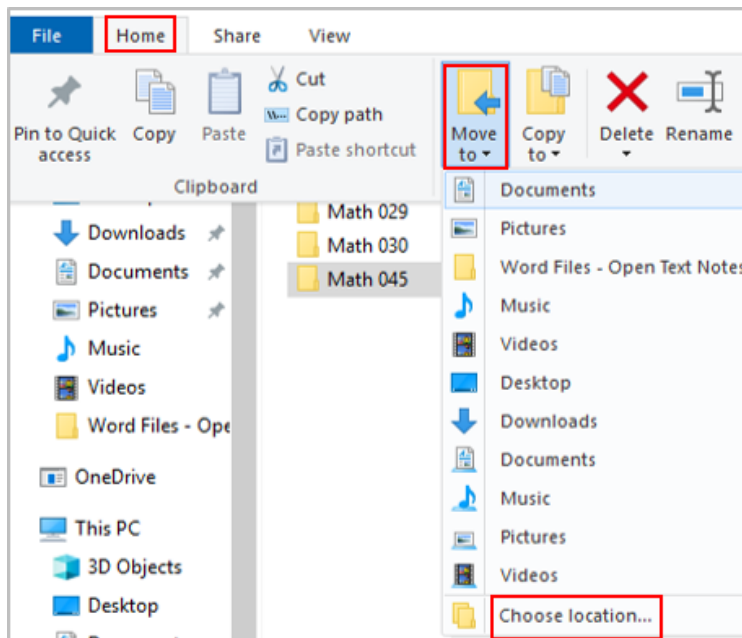 File Home Share View
Pin to Quick access
Copy
Paste
Cut
Copy path
Paste shortcut
Clipboard
Move to
Copy to
Delete
Rename
Downloads
Documents
Pictures
Music
Videos
Word Files - Ope
OneDrive
This PC
3D Objects
Desktop
Math 029
Math 030
Math 045
Documents
Pictures
Word Files - Open Text Notes
Music
Videos
Desktop
Downloads
Documents
Music
Pictures
Videos
Choose location...